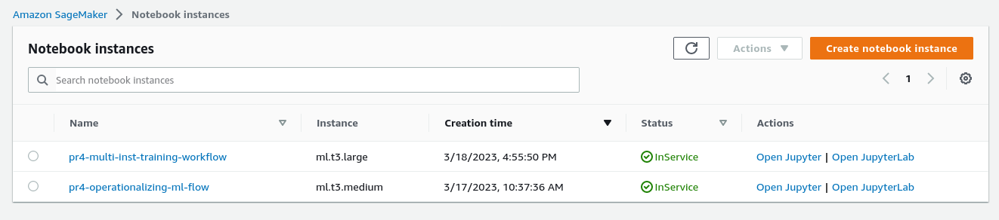 Amazon SageMaker > Notebook instances
Notebook instances
Actions
Create notebook instance
Search notebook instances
1
Name Instance Creation time Status Actions
pr4-multi-inst-training-workflow ml.t3.large 3/18/2023, 4:55:50 PM InService Open Jupyter | Open JupyterLab
pr4-operationalizing-ml-flow ml.t3.medium 3/17/2023, 10:37:36 AM InService Open Jupyter | Open JupyterLab